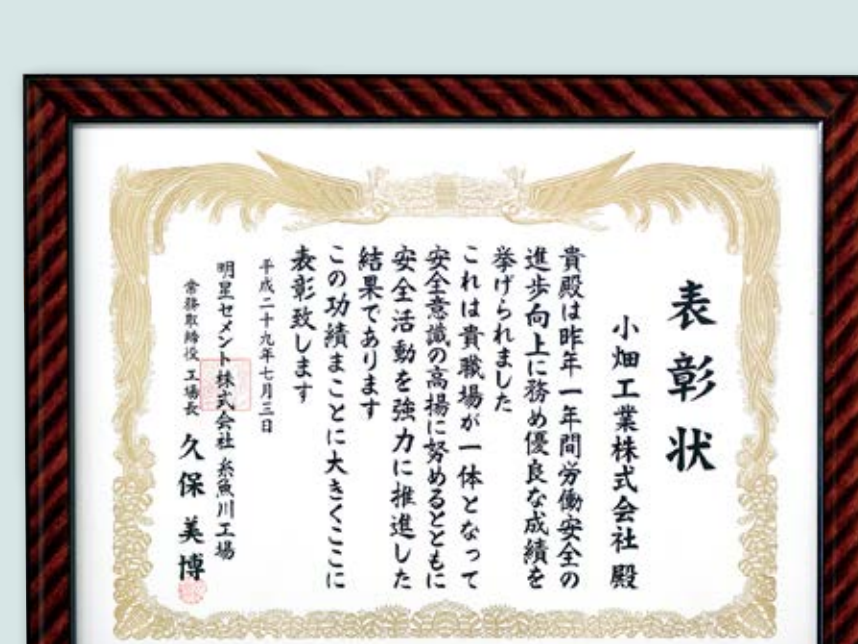 表彰状
小畑工業株式会社 殿
貴殿は昨年一年間労働安全の
進歩向上に務め優良な成績を
挙げられました
これは貴職場が一体となって
安全意識の高揚に努めるとともに
安全活動を強力に推進した
結果であります
この功績まことに大きくここに
表彰致します
平成二十九年七月三日
明星セメント株式会社 糸魚川工場
常務取締役 工場長 久保 美博